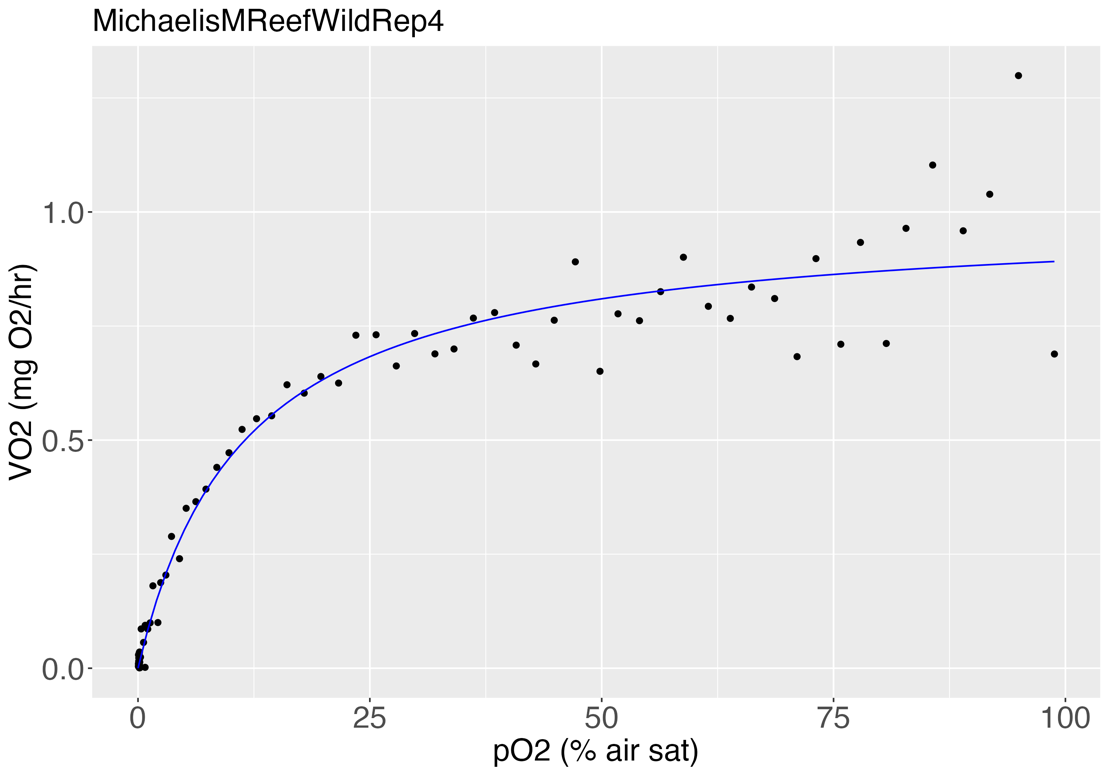 MichaelisMReefWildRep4
VO2 (mg O2/hr)
1.0
0.5
0.0
0 25 50 75 100
pO2 (% air sat)